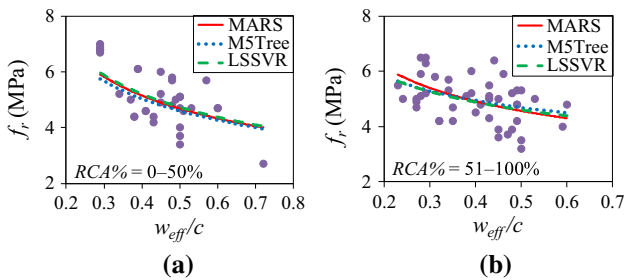 MARS
M5Tree
LSSVR
f_r (MPa)
8
6
4
2
RCA% = 0–50%
0.2 0.3 0.4 0.5 0.6 0.7 0.8
w_eff/c
(a)
MARS
M5Tree
LSSVR
f_r (MPa)
8
6
4
2
RCA% = 51–100%
0.2 0.3 0.4 0.5 0.6 0.7
w_eff/c
(b)